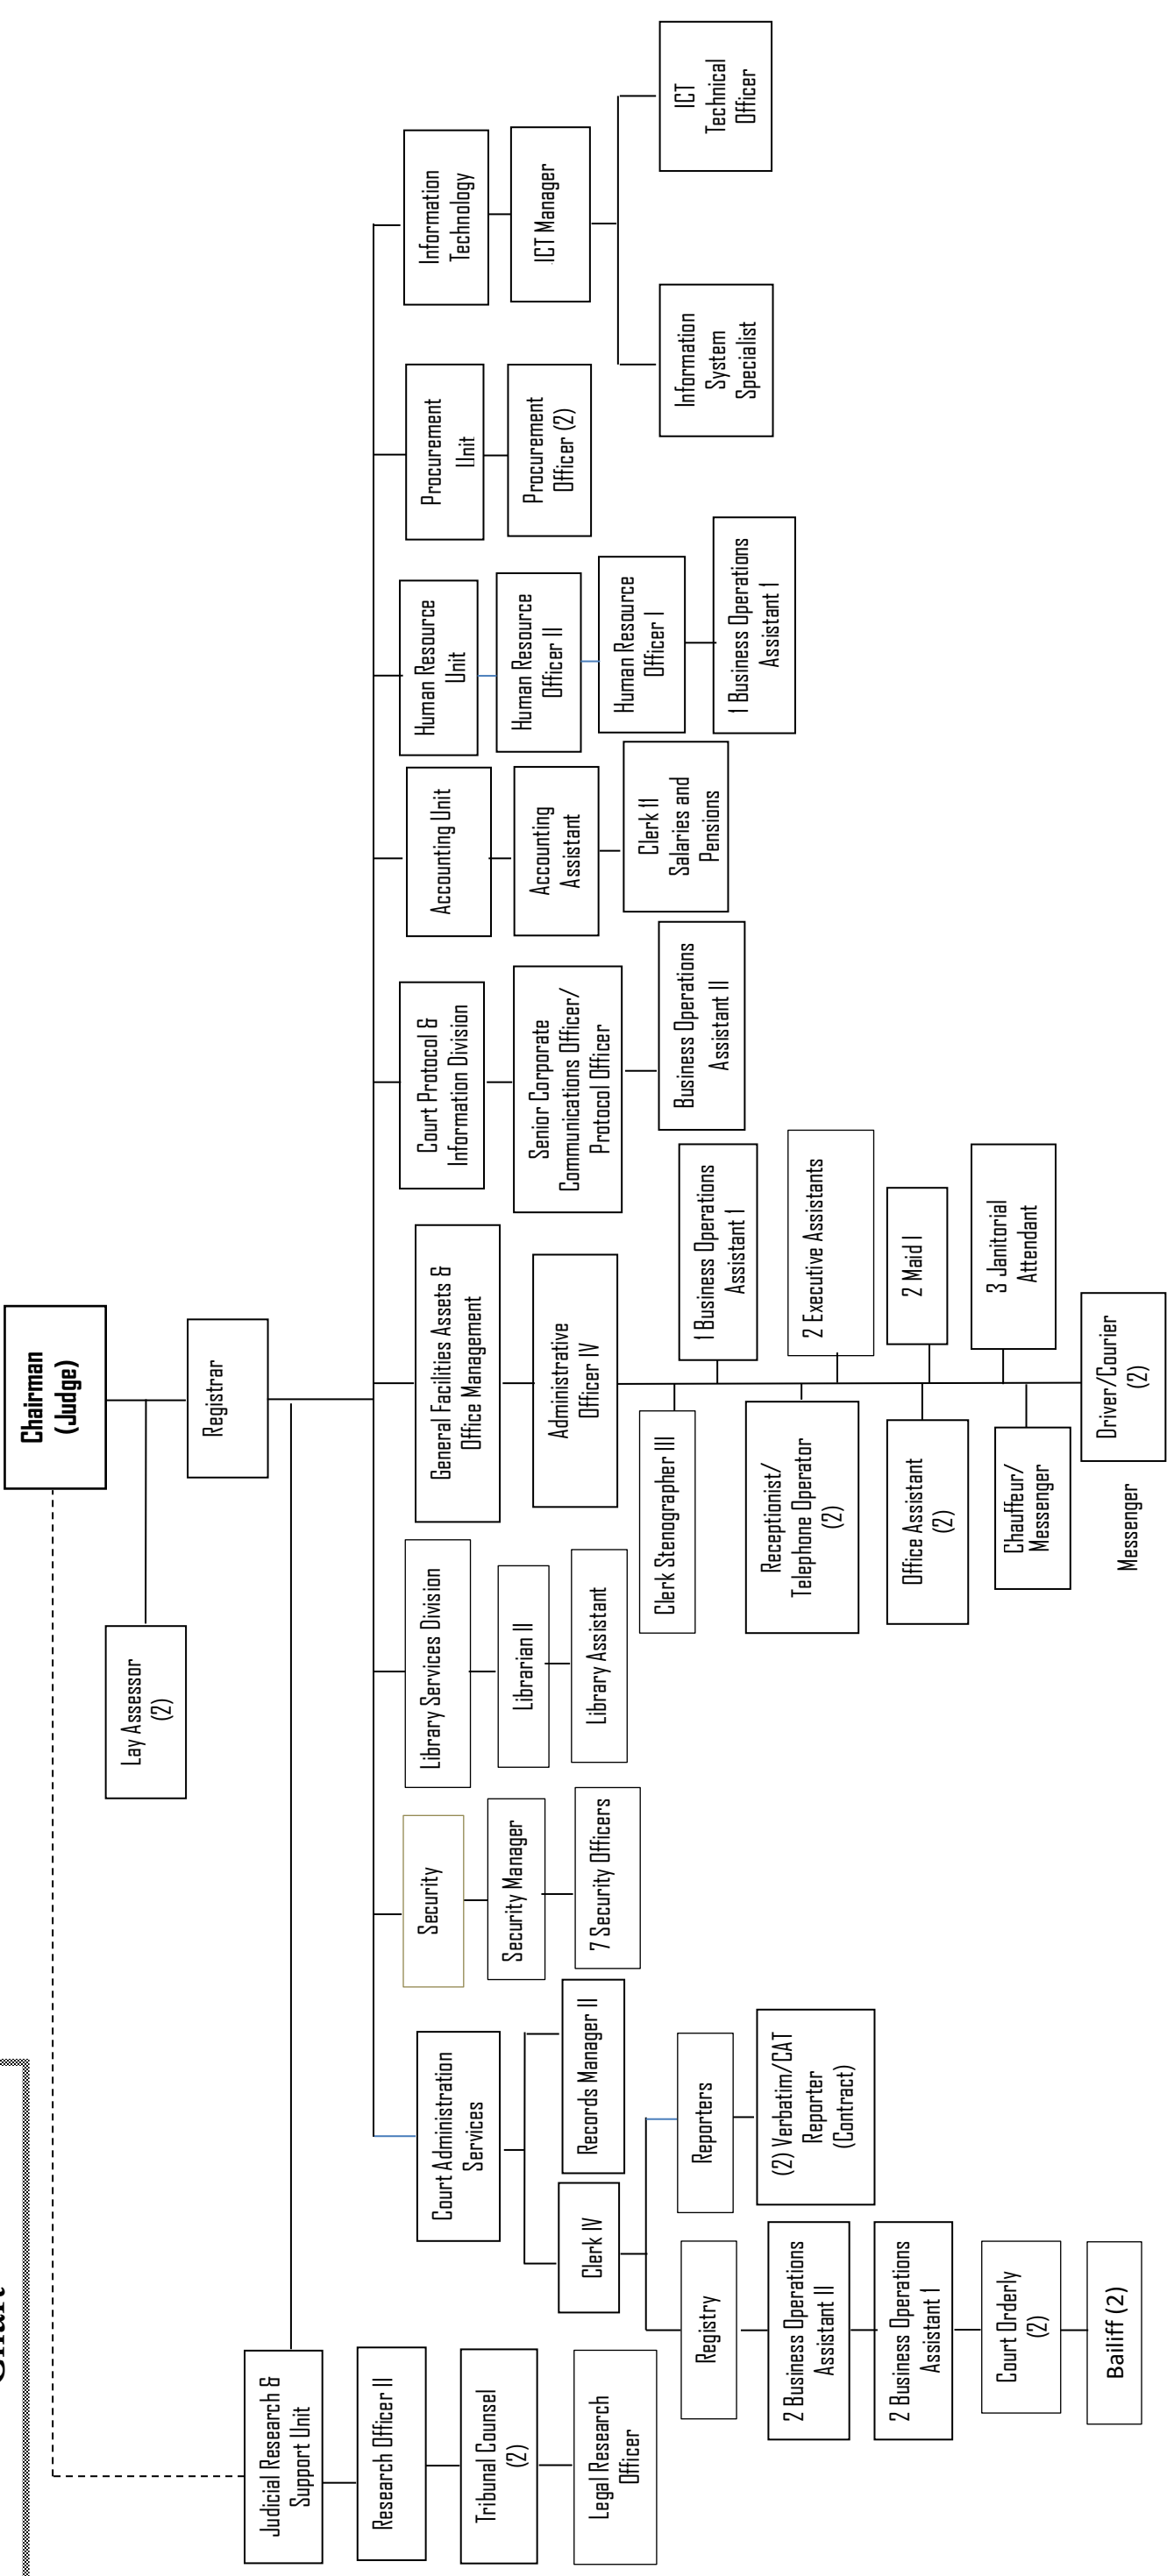 Chairman
(Judge)
Lay Assessor
(2)
Registrar
Judicial Research &
Support Unit
Research Officer II
Tribunal Counsel
(2)
Legal Research
Officer
Court Administration
Services
Clerk IV
Records Manager II
Registry
2 Business Operations
Assistant II
2 Business Operations
Assistant I
Court Orderly
(2)
Bailiff (2)
Reporters
(2) Verbatim/CAT
Reporter
(Contract)
Security
Security Manager
7 Security Officers
Library Services Division
Librarian II
Library Assistant
General Facilities Assets &
Office Management
Administrative
Officer IV
Clerk Stenographer III
1 Business Operations
Assistant I
Receptionist/
Telephone Operator
(2)
2 Executive Assistants
Office Assistant
(2)
2 Maid I
Chauffeur/
Messenger
3 Janitorial
Attendant
Driver/Courier
(2)
Messenger
Court Protocol &
Information Division
Senior Corporate
Communications Officer/
Protocol Officer
Business Operations
Assistant II
Accounting Unit
Accounting
Assistant
Clerk II
Salaries and
Pensions
Human Resource
Unit
Human Resource
Officer II
Human Resource
Officer I
1 Business Operations
Assistant I
Procurement
Unit
Procurement
Officer (2)
Information
Technology
.ICT Manager
Information
System
Specialist
ICT
Technical
Officer